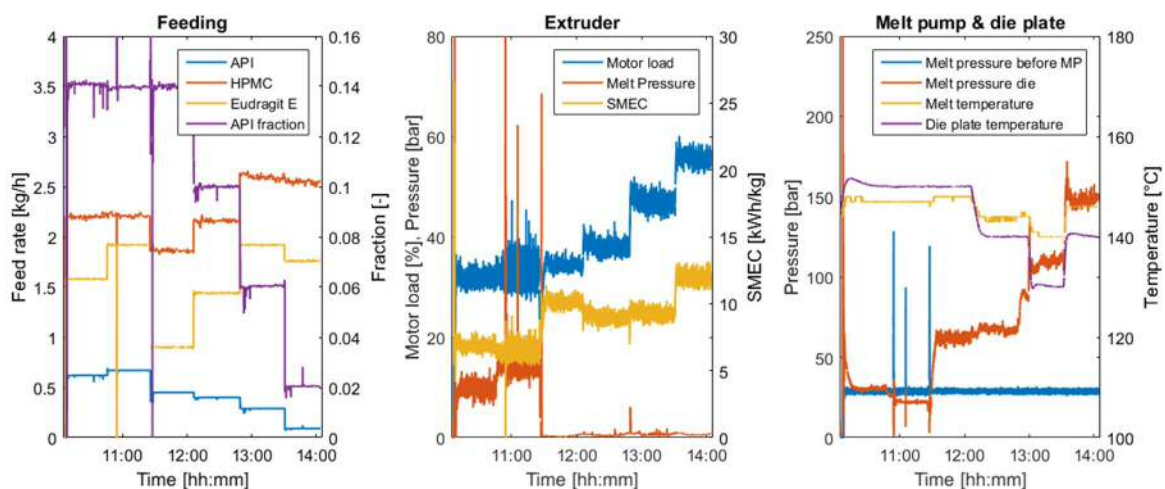 Feeding
4
3.5
3
2.5
2
1.5
1
0.5
0
Feed rate [kg/h]
0.16
0.14
0.12
0.1
0.08
0.06
0.04
0.02
0
Fraction [-]
API
HPMC
Eudragit E
API fraction
11:00 12:00 13:00 14:00
Time [hh:mm]
Extruder
80
60
40
20
0
Motor load [%], Pressure [bar]
30
25
20
15
10
5
0
SMEC [kWh/kg]
Motor load
Melt Pressure
SMEC
11:00 12:00 13:00 14:00
Time [hh:mm]
Melt pump & die plate
250
200
150
100
50
0
Pressure [bar]
180
160
140
120
100
Temperature [°C]
Melt pressure before MP
Melt pressure die
Melt temperature
Die plate temperature
11:00 12:00 13:00 14:00
Time [hh:mm]